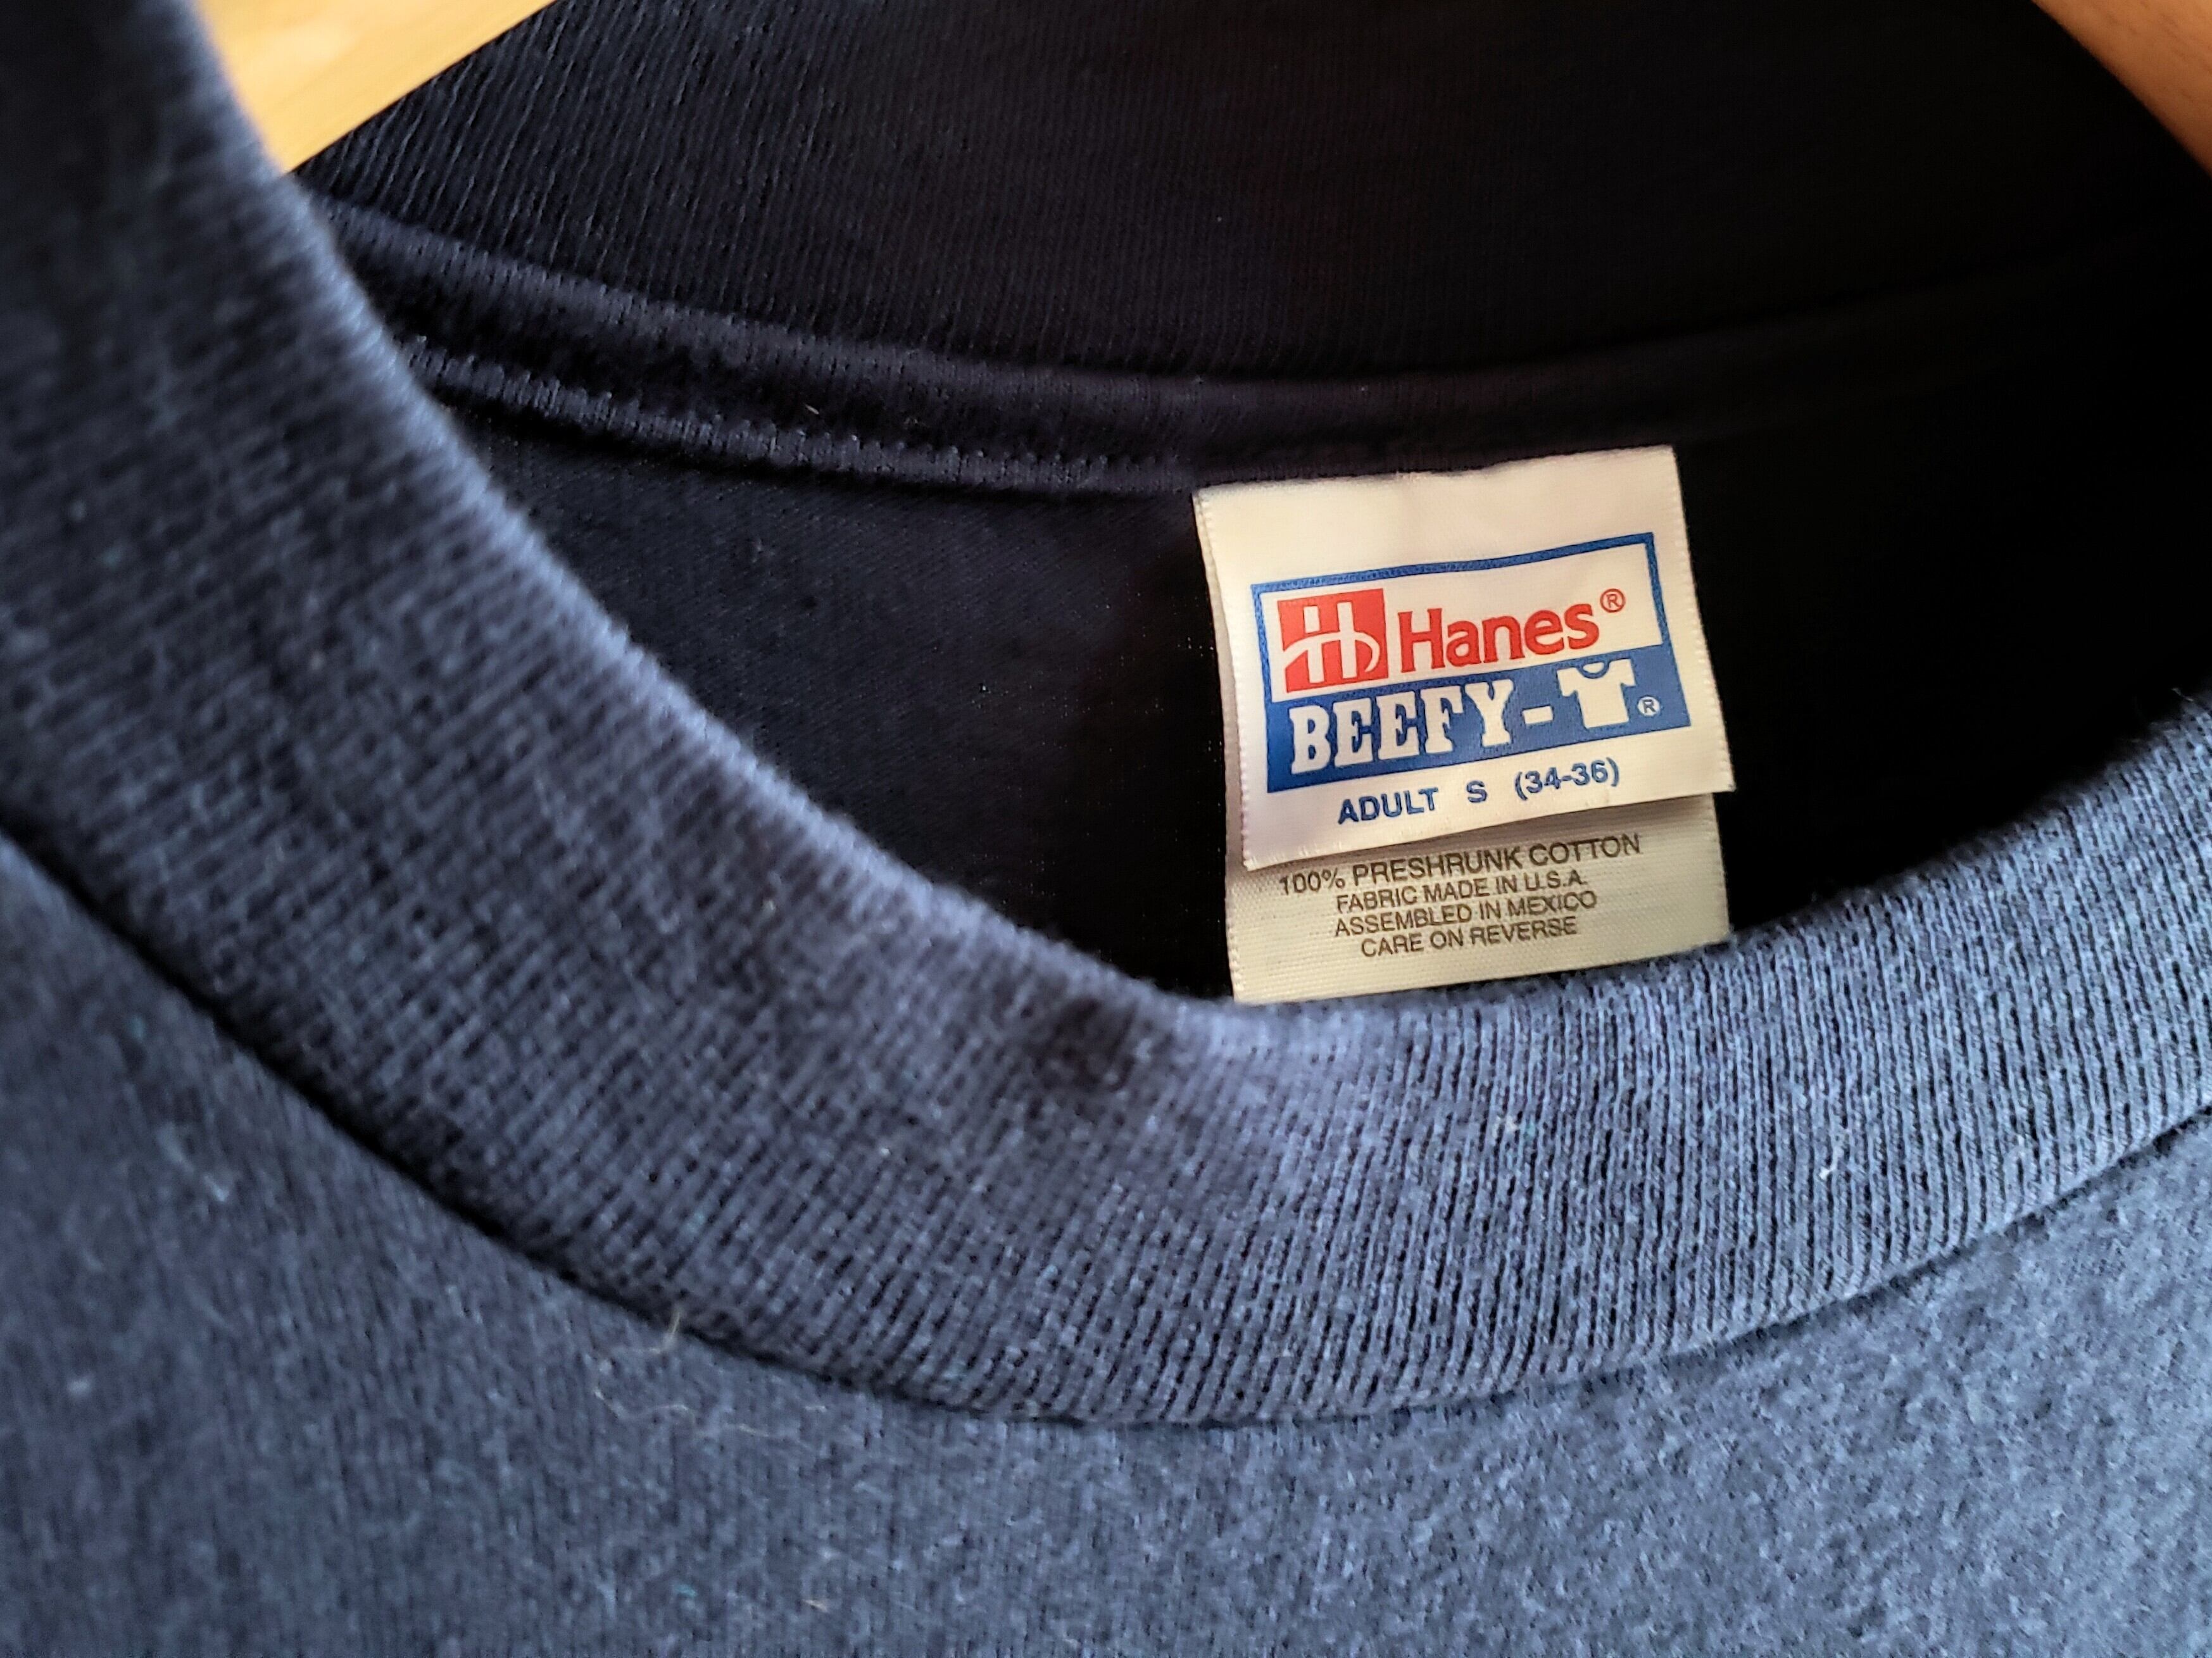 Hanes®
BEEFY-T®
ADULT S (34-36)
100% PRESHRUNK COTTON
FABRIC MADE IN U.S.A.
ASSEMBLED IN MEXICO
CARE ON REVERSE